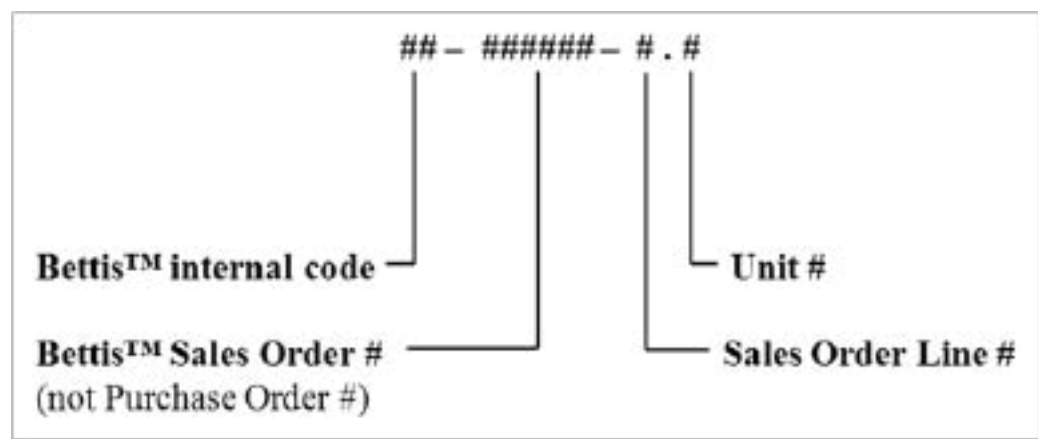 ## – ###### – # . #
Bettis™ internal code
Unit #
Bettis™ Sales Order #
Sales Order Line #
(not Purchase Order #)